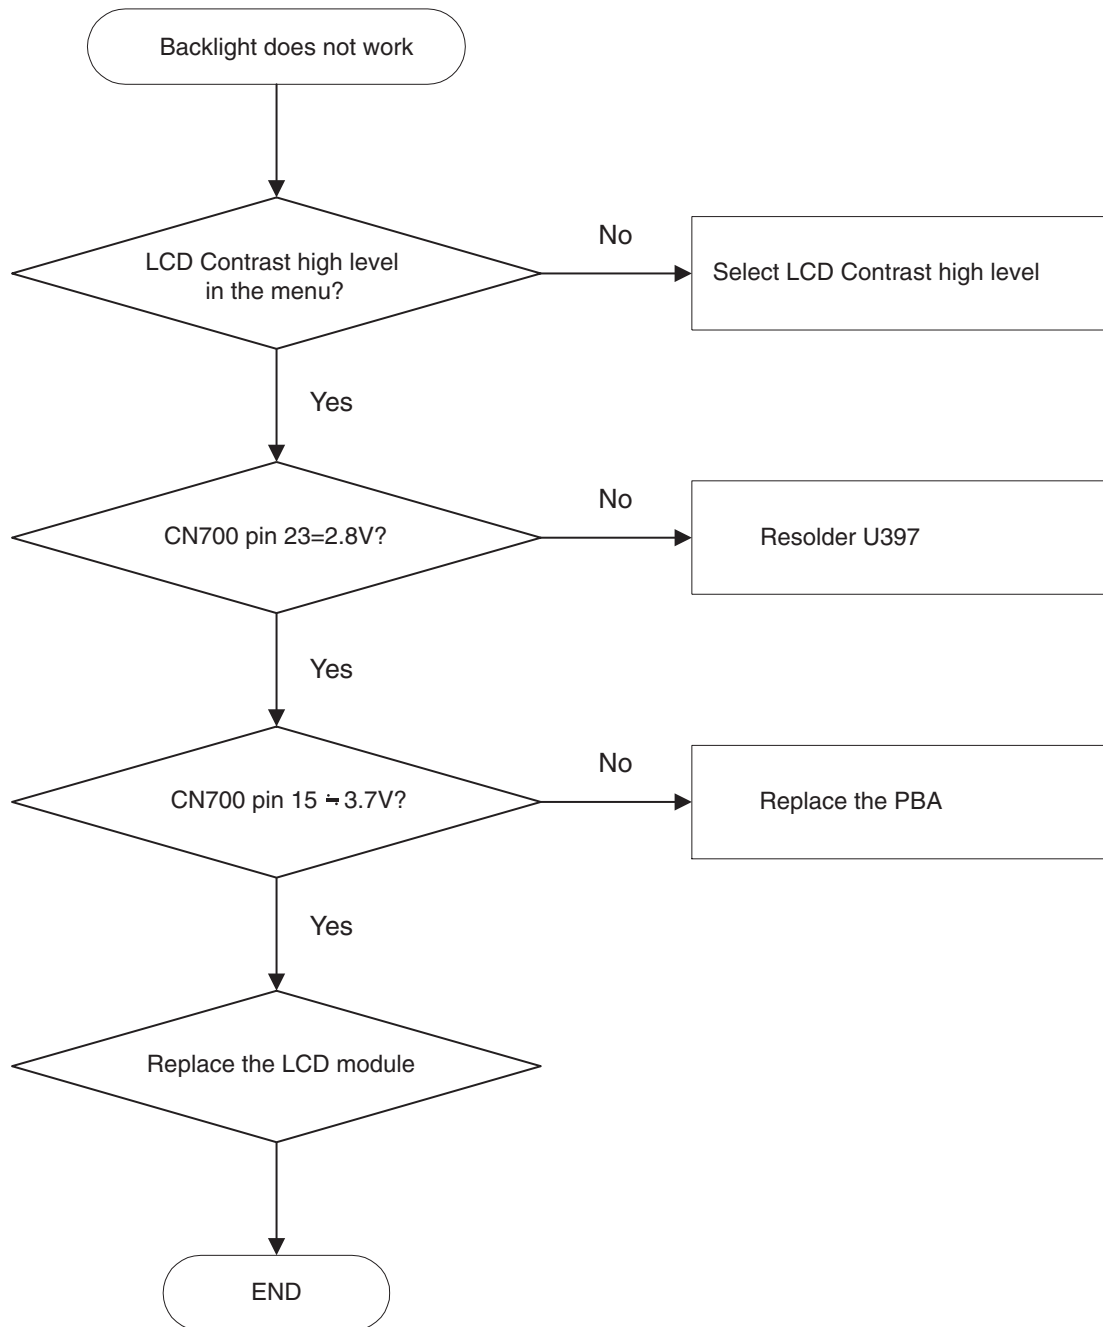 Backlight does not work
LCD Contrast high level
in the menu?
No
Select LCD Contrast high level
Yes
CN700 pin 23=2.8V?
No
Resolder U397
Yes
CN700 pin 15 ≒ 3.7V?
No
Replace the PBA
Yes
Replace the LCD module
END